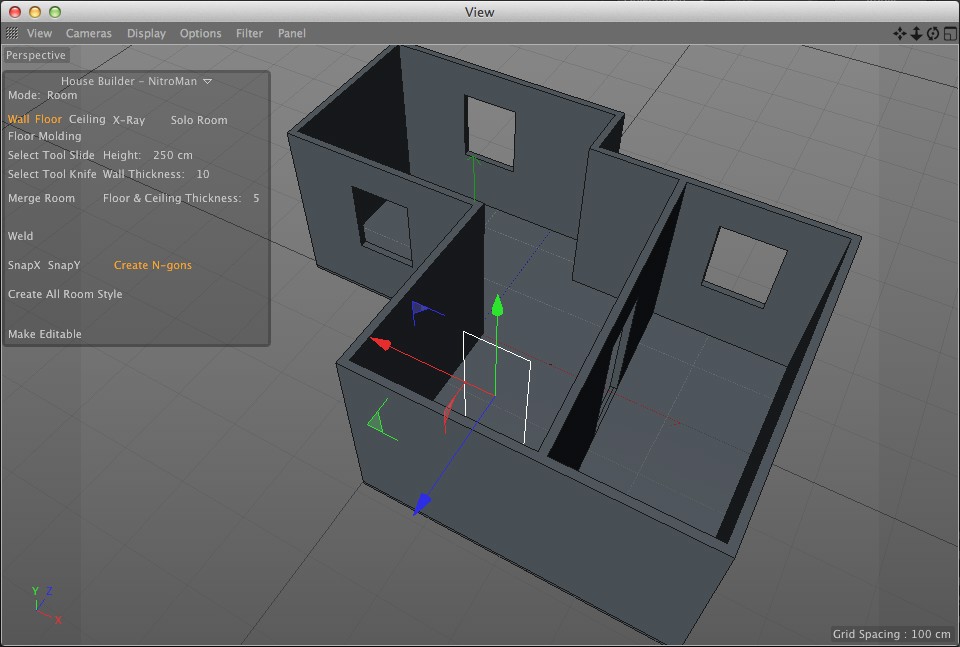 View
View Cameras Display Options Filter Panel
Perspective
House Builder - NitroMan
Mode: Room
Wall Floor Ceiling X-Ray Solo Room
Floor Molding
Select Tool Slide Height: 250 cm
Select Tool Knife Wall Thickness: 10
Merge Room Floor & Ceiling Thickness: 5
Weld
SnapX SnapY Create N-gons
Create All Room Style
Make Editable
Y Z
X
Grid Spacing : 100 cm